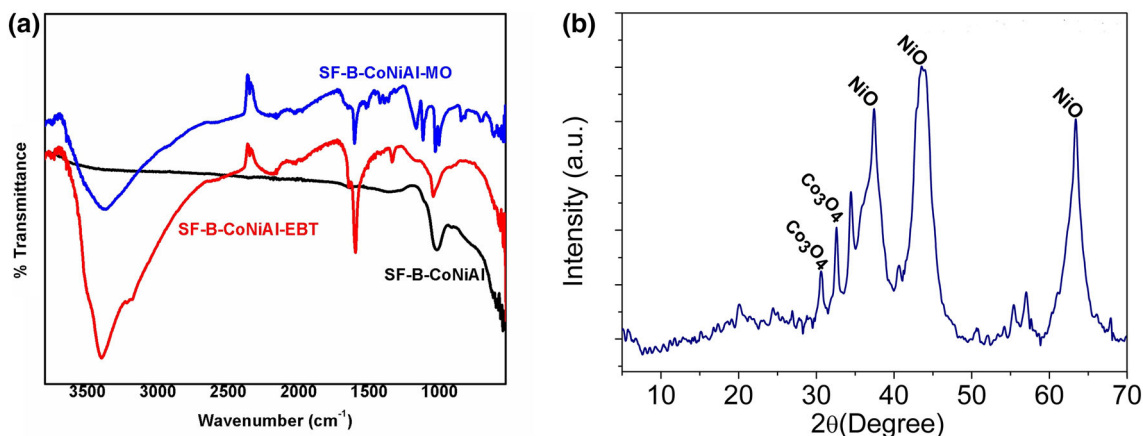 (a)
SF-B-CoNiAl-MO
SF-B-CoNiAl-EBT
SF-B-CoNiAl
% Transmittance
3500 3000 2500 2000 1500 1000
Wavenumber (cm⁻¹)
(b)
NiO
NiO
NiO
Co₃O₄
Co₃O₄
Intensity (a.u.)
10 20 30 40 50 60 70
2θ(Degree)